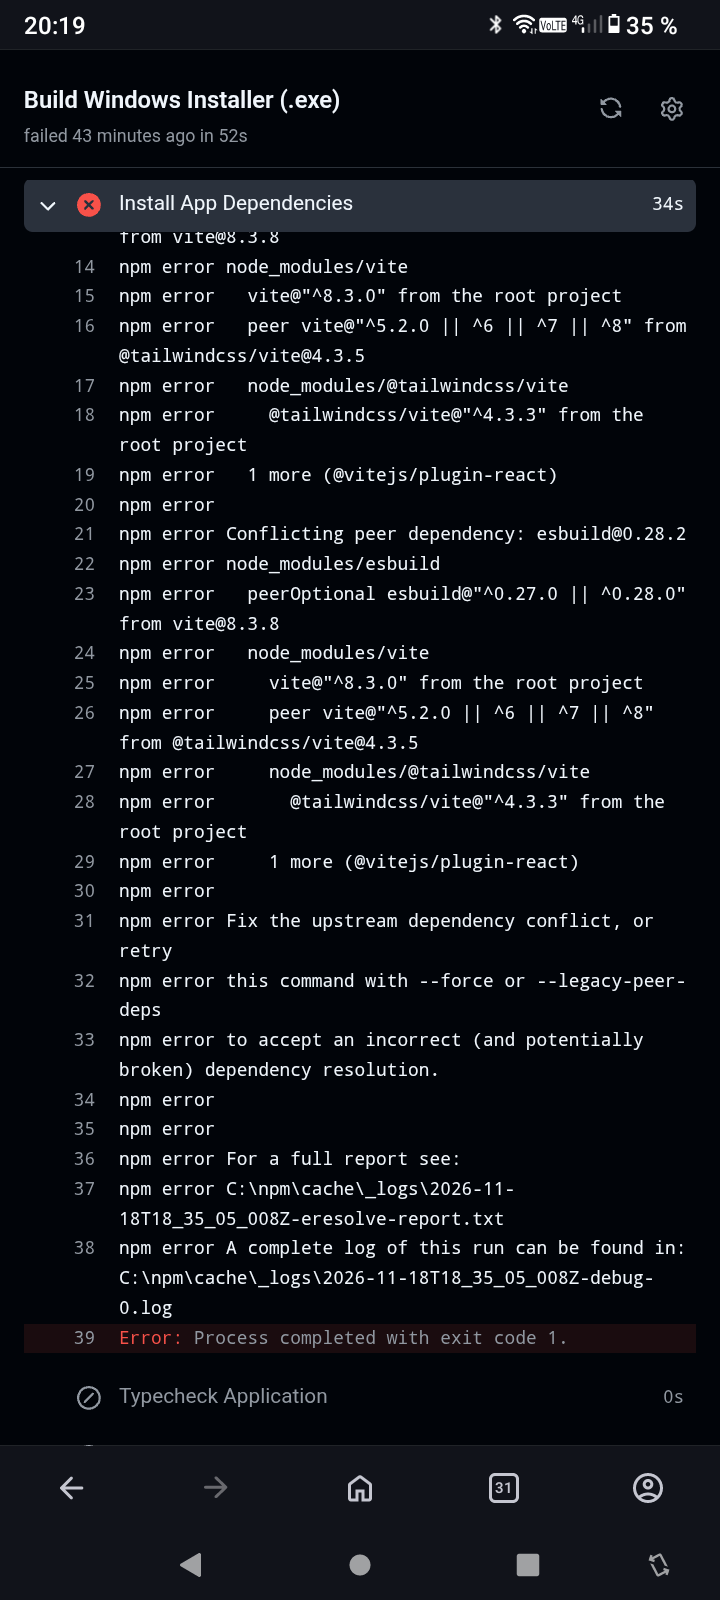 20:19
VoLTE 4G 35 %
Build Windows Installer (.exe)
failed 43 minutes ago in 52s
Install App Dependencies 34s
from vite@8.3.8
14 npm error node_modules/vite
15 npm error   vite@"^8.3.0" from the root project
16 npm error   peer vite@"^5.2.0 || ^6 || ^7 || ^8" from
@tailwindcss/vite@4.3.5
17 npm error   node_modules/@tailwindcss/vite
18 npm error     @tailwindcss/vite@"^4.3.3" from the
root project
19 npm error   1 more (@vitejs/plugin-react)
20 npm error
21 npm error Conflicting peer dependency: esbuild@0.28.2
22 npm error node_modules/esbuild
23 npm error   peerOptional esbuild@"^0.27.0 || ^0.28.0"
from vite@8.3.8
24 npm error   node_modules/vite
25 npm error     vite@"^8.3.0" from the root project
26 npm error     peer vite@"^5.2.0 || ^6 || ^7 || ^8"
from @tailwindcss/vite@4.3.5
27 npm error     node_modules/@tailwindcss/vite
28 npm error       @tailwindcss/vite@"^4.3.3" from the
root project
29 npm error     1 more (@vitejs/plugin-react)
30 npm error
31 npm error Fix the upstream dependency conflict, or
retry
32 npm error this command with --force or --legacy-peer-
deps
33 npm error to accept an incorrect (and potentially
broken) dependency resolution.
34 npm error
35 npm error
36 npm error For a full report see:
37 npm error C:\npm\cache\_logs\2026-11-
18T18_35_05_008Z-eresolve-report.txt
38 npm error A complete log of this run can be found in:
C:\npm\cache\_logs\2026-11-18T18_35_05_008Z-debug-
0.log
39 Error: Process completed with exit code 1.
Typecheck Application 0s
31